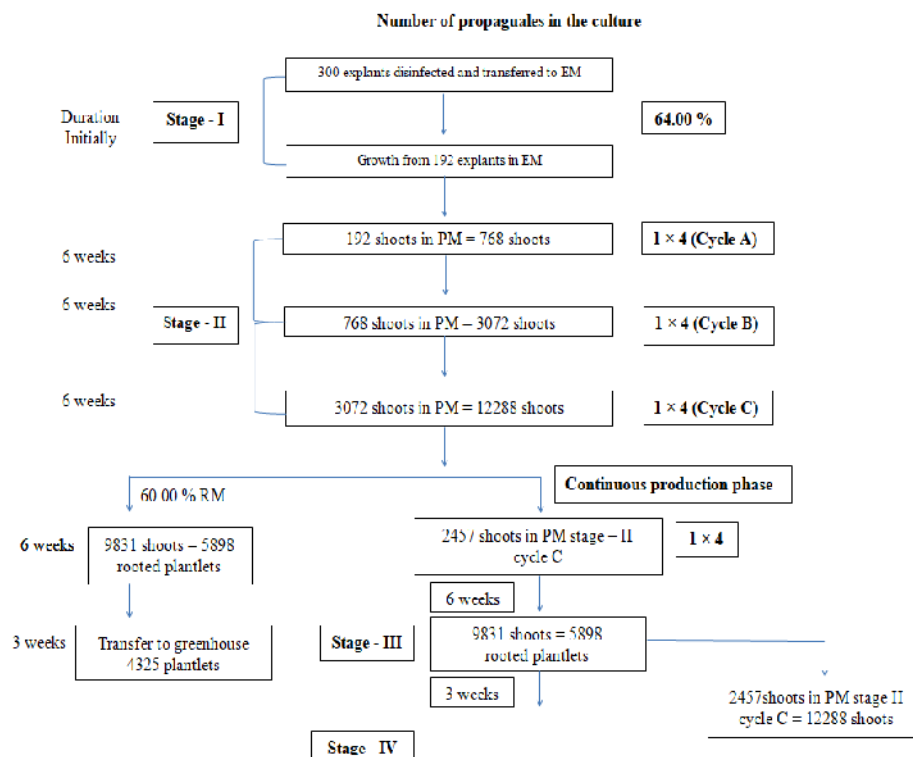 Number of propaguales in the culture
300 explants disinfected and transferred to EM
Duration
Initially
Stage - I
64.00 %
Growth from 192 explants in EM
192 shoots in PM = 768 shoots
1 × 4 (Cycle A)
6 weeks
6 weeks
Stage - II
768 shoots in PM – 3072 shoots
1 × 4 (Cycle B)
6 weeks
3072 shoots in PM = 12288 shoots
1 × 4 (Cycle C)
60.00 % RM
Continuous production phase
6 weeks
9831 shoots – 5898
rooted plantlets
2457 shoots in PM stage – II
cycle C
1 × 4
6 weeks
3 weeks
Transfer to greenhouse
4325 plantlets
Stage - III
9831 shoots = 5898
rooted plantlets
3 weeks
2457shoots in PM stage II
cycle C = 12288 shoots
Stage IV